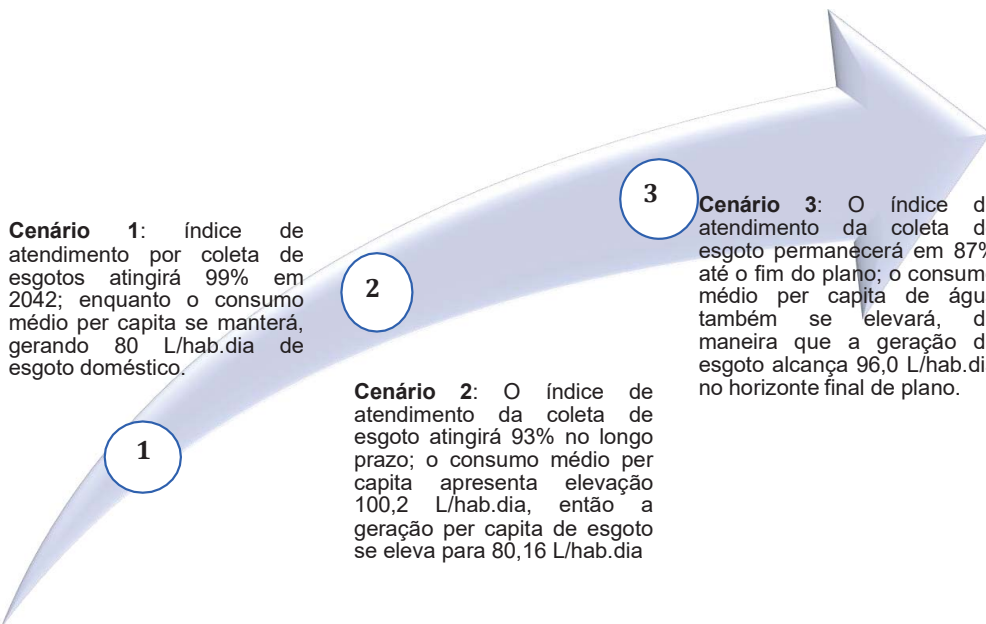 Cenário 1: índice de
atendimento por coleta de
esgotos atingirá 99% em
2042; enquanto o consumo
médio per capita se manterá,
gerando 80 L/hab.dia de
esgoto doméstico.
1
2
Cenário 2: O índice de
atendimento da coleta de
esgoto atingirá 93% no longo
prazo; o consumo médio per
capita apresenta elevação
100,2 L/hab.dia, então a
geração per capita de esgoto
se eleva para 80,16 L/hab.dia
3
Cenário 3: O índice d
atendimento da coleta d
esgoto permanecerá em 87%
até o fim do plano; o consum
médio per capita de águ
também se elevará, d
maneira que a geração d
esgoto alcança 96,0 L/hab.di
no horizonte final de plano.